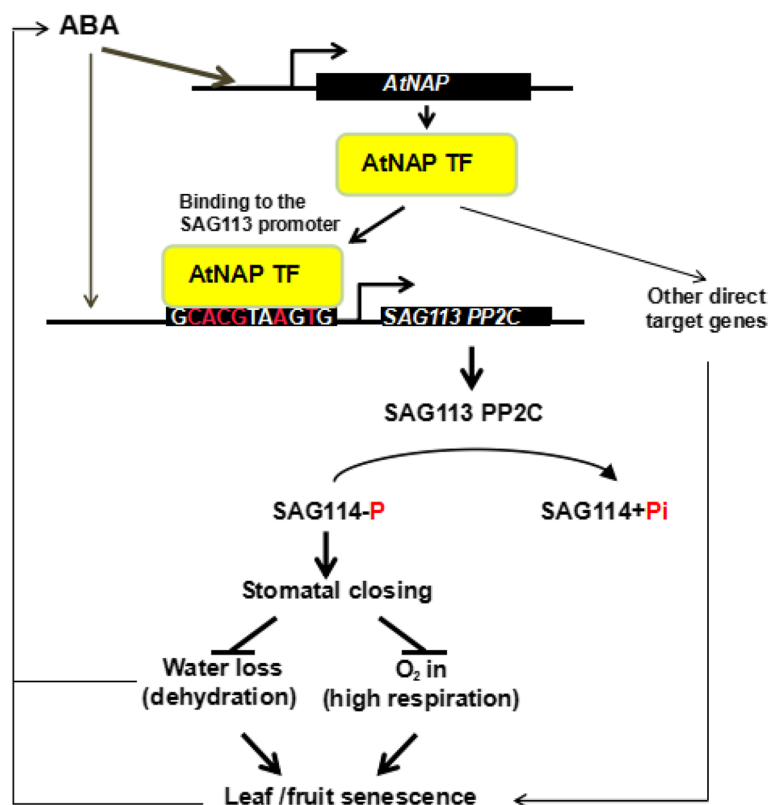 ABA
AtNAP
AtNAP TF
Binding to the
SAG113 promoter
AtNAP TF
GCACGTAAGTG
SAG113 PP2C
Other direct
target genes
SAG113 PP2C
SAG114-P
SAG114+Pi
Stomatal closing
Water loss
(dehydration)
O₂ in
(high respiration)
Leaf /fruit senescence